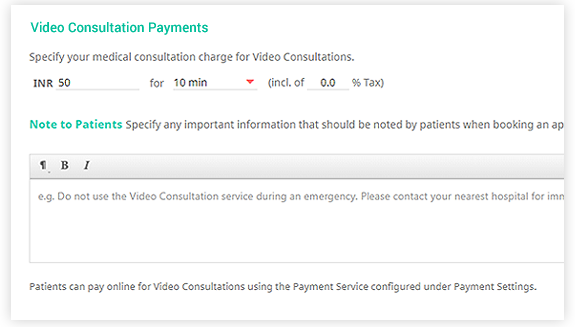 Video Consultation Payments
Specify your medical consultation charge for Video Consultations.
INR 50 for 10 min (incl. of 0.0 % Tax)
Note to Patients Specify any important information that should be noted by patients when booking an ap
¶ B I
e.g. Do not use the Video Consultation service during an emergency. Please contact your nearest hospital for imm
Patients can pay online for Video Consultations using the Payment Service configured under Payment Settings.